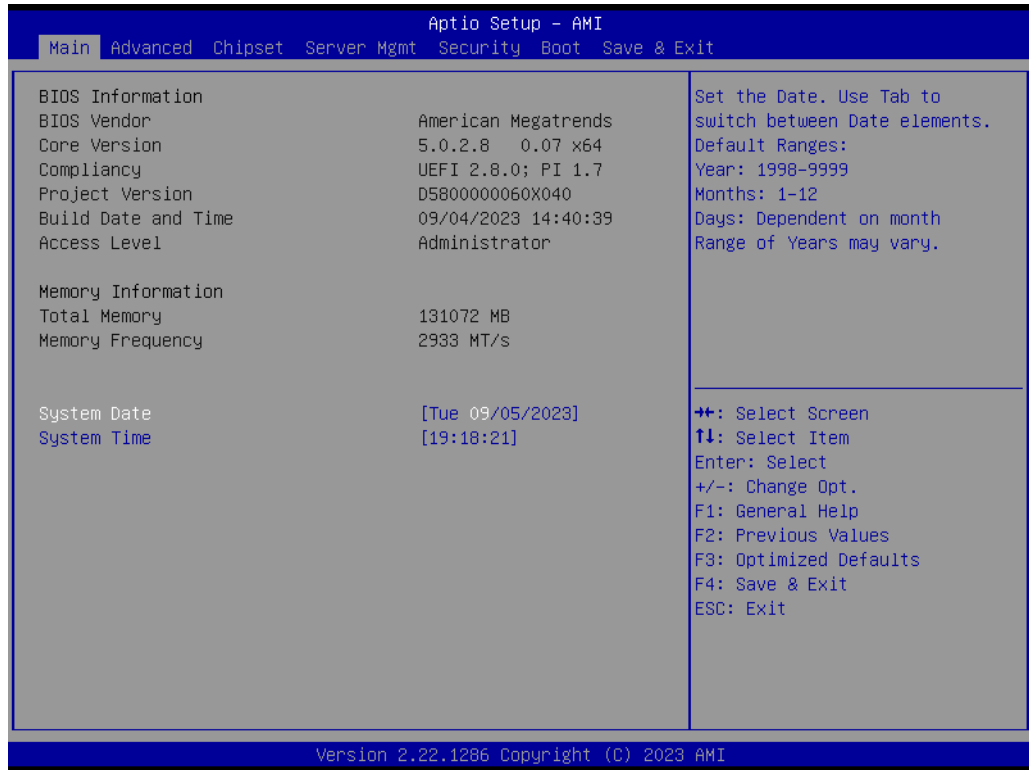 Aptio Setup – AMI
Main Advanced Chipset Server Mgmt Security Boot Save & Exit
BIOS Information
BIOS Vendor American Megatrends
Core Version 5.0.2.8 0.07 x64
Compliancy UEFI 2.8.0; PI 1.7
Project Version D5800000060X040
Build Date and Time 09/04/2023 14:40:39
Access Level Administrator
Memory Information
Total Memory 131072 MB
Memory Frequency 2933 MT/s
System Date [Tue 09/05/2023]
System Time [19:18:21]
Set the Date. Use Tab to
switch between Date elements.
Default Ranges:
Year: 1998-9999
Months: 1-12
Days: Dependent on month
Range of Years may vary.
→←: Select Screen
↑↓: Select Item
Enter: Select
+/-: Change Opt.
F1: General Help
F2: Previous Values
F3: Optimized Defaults
F4: Save & Exit
ESC: Exit
Version 2.22.1286 Copyright (C) 2023 AMI